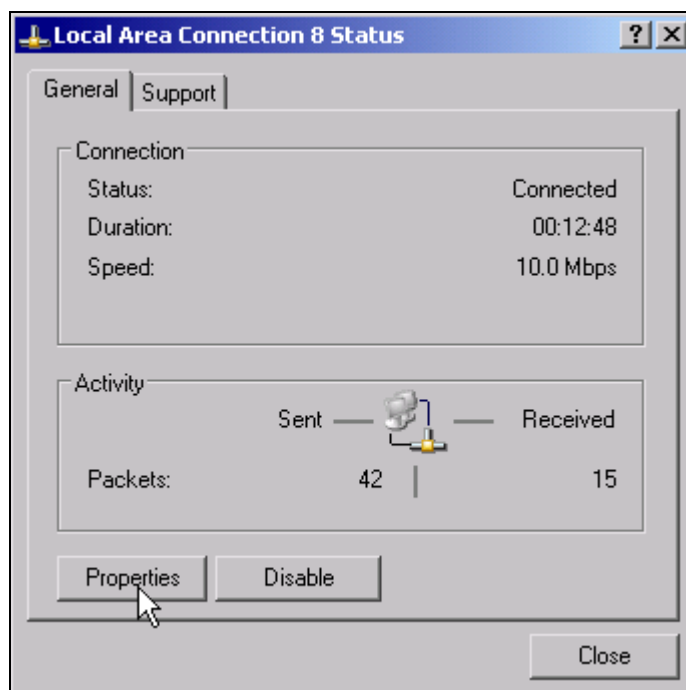 Local Area Connection 8 Status
General Support
Connection
Status: Connected
Duration: 00:12:48
Speed: 10.0 Mbps
Activity
Sent Received
Packets: 42 15
Properties Disable
Close